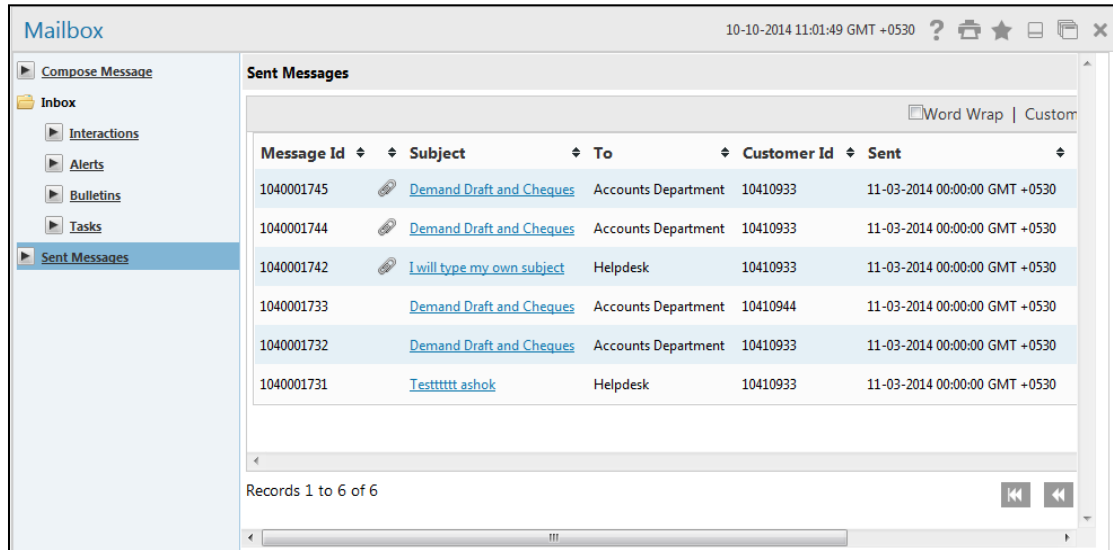 Mailbox
10-10-2014 11:01:49 GMT +0530 ?
Compose Message
Inbox
Interactions
Alerts
Bulletins
Tasks
Sent Messages
Sent Messages
Word Wrap | Custom
Message Id Subject To Customer Id Sent
1040001745 Demand Draft and Cheques Accounts Department 10410933 11-03-2014 00:00:00 GMT +0530
1040001744 Demand Draft and Cheques Accounts Department 10410933 11-03-2014 00:00:00 GMT +0530
1040001742 I will type my own subject Helpdesk 10410933 11-03-2014 00:00:00 GMT +0530
1040001733 Demand Draft and Cheques Accounts Department 10410944 11-03-2014 00:00:00 GMT +0530
1040001732 Demand Draft and Cheques Accounts Department 10410933 11-03-2014 00:00:00 GMT +0530
1040001731 Testttttt ashok Helpdesk 10410933 11-03-2014 00:00:00 GMT +0530
Records 1 to 6 of 6